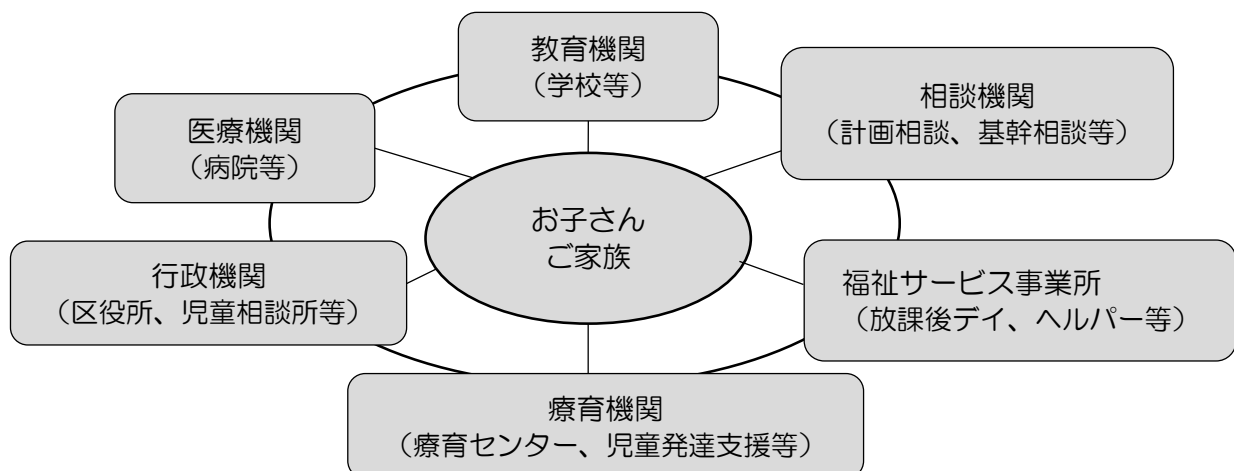 教育機関
（学校等）
相談機関
（計画相談、基幹相談等）
医療機関
（病院等）
お子さん
ご家族
行政機関
（区役所、児童相談所等）
福祉サービス事業所
（放課後デイ、ヘルパー等）
療育機関
（療育センター、児童発達支援等）